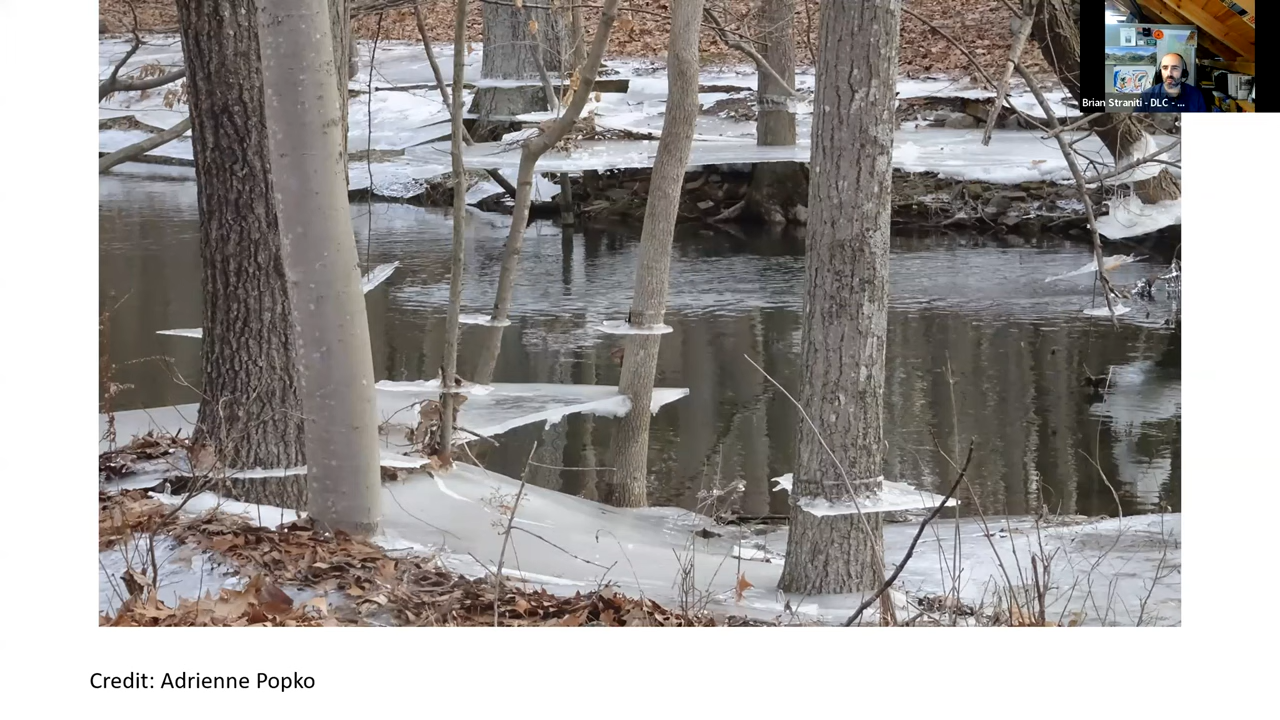 Brian Straniti - DLC - ...
Credit: Adrienne Popko